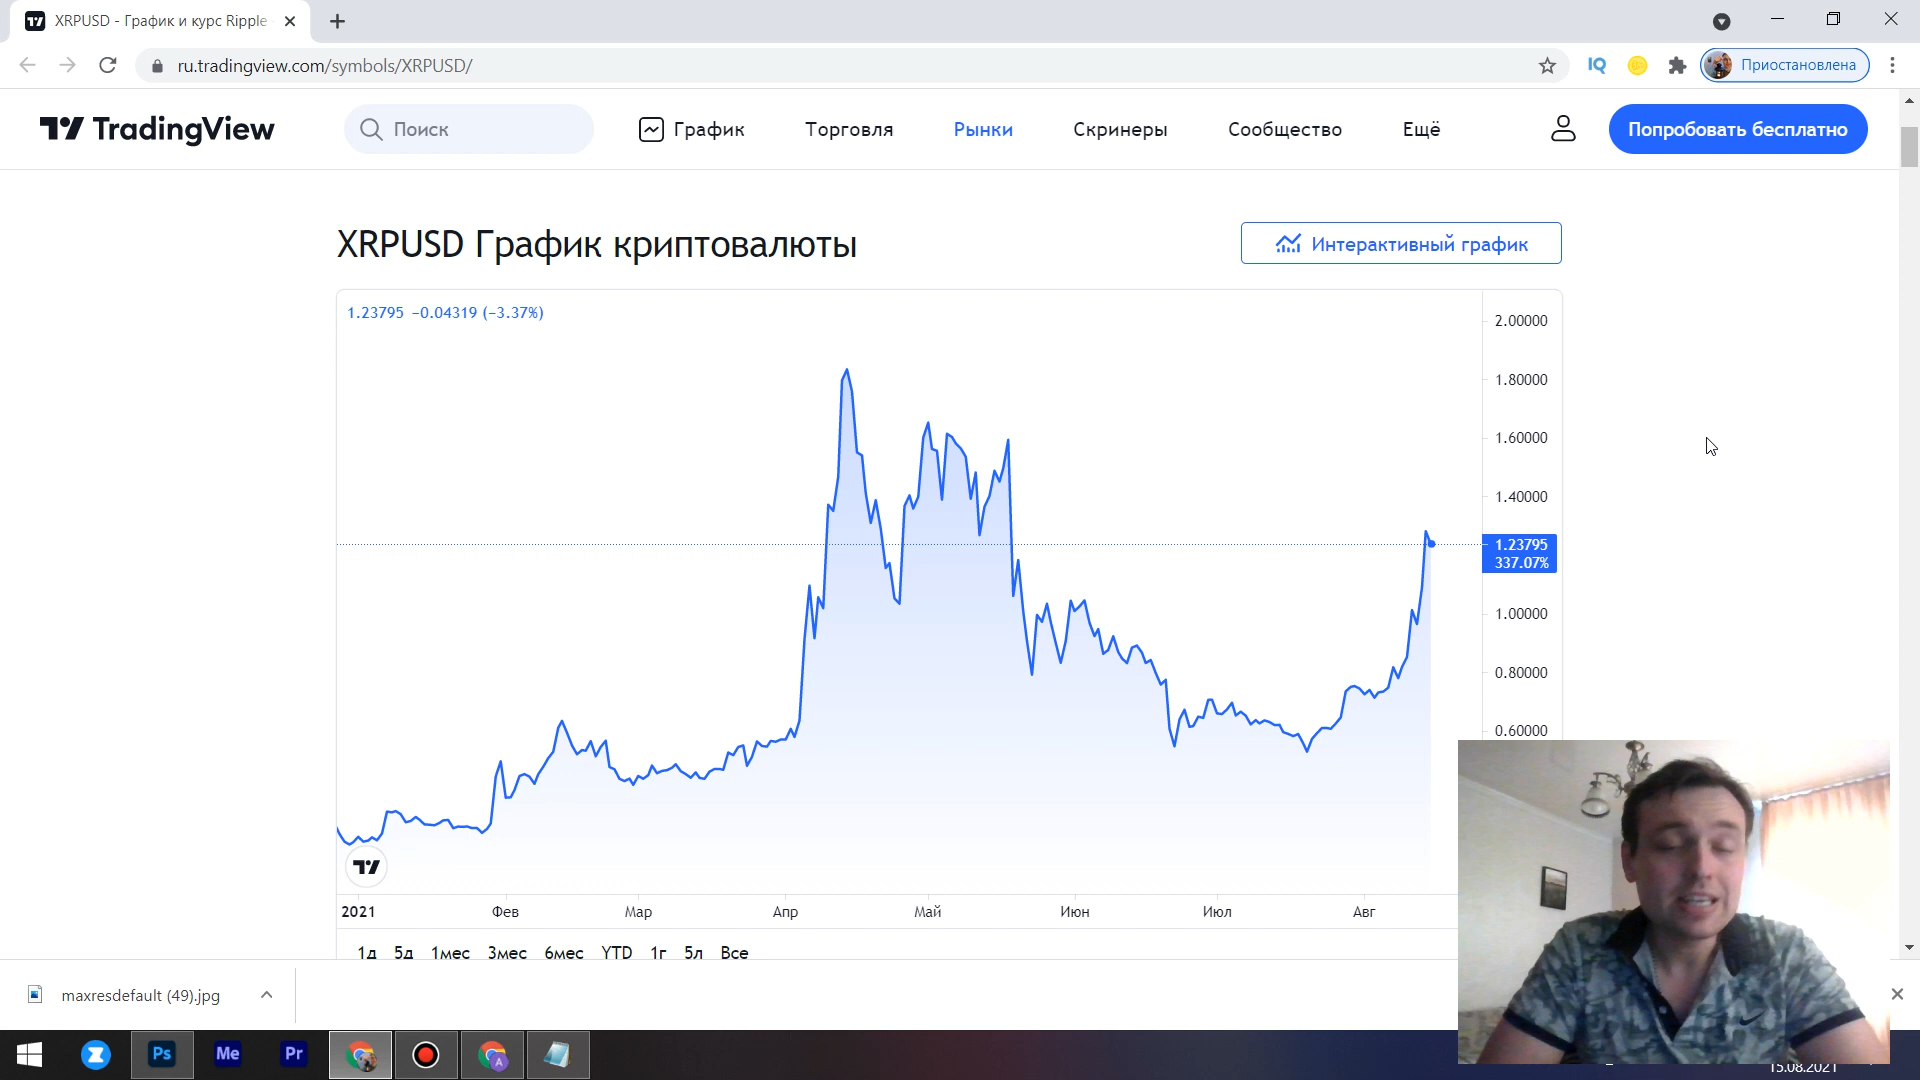 XRPUSD - График и курс Ripple
ru.tradingview.com/symbols/XRPUSD/
IQ
Приостановлена
TradingView
Поиск
График
Торговля
Рынки
Скринеры
Сообщество
Ещё
Попробовать бесплатно
XRPUSD График криптовалюты
Интерактивный график
1.23795 −0.04319 (−3.37%)
2.00000
1.80000
1.60000
1.40000
1.23795
337.07%
1.00000
0.80000
0.60000
2021 Фев Мар Апр Май Июн Июл Авг
1д 5д 1мес 3мес 6мес YTD 1г 5л Все
maxresdefault (49).jpg
Ps
Me
Pr
A
15.08.2021